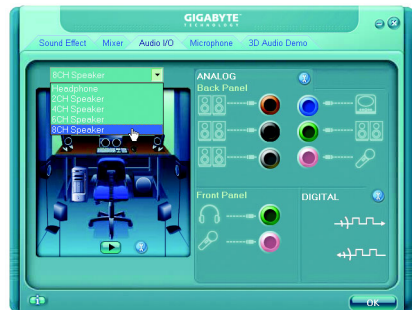 GIGABYTE
TECHNOLOGY
Sound Effect Mixer Audio I/O Microphone 3D Audio Demo
8CH Speaker
Headphone
2CH Speaker
4CH Speaker
6CH Speaker
8CH Speaker
ANALOG
Back Panel
Front Panel
DIGITAL
OK